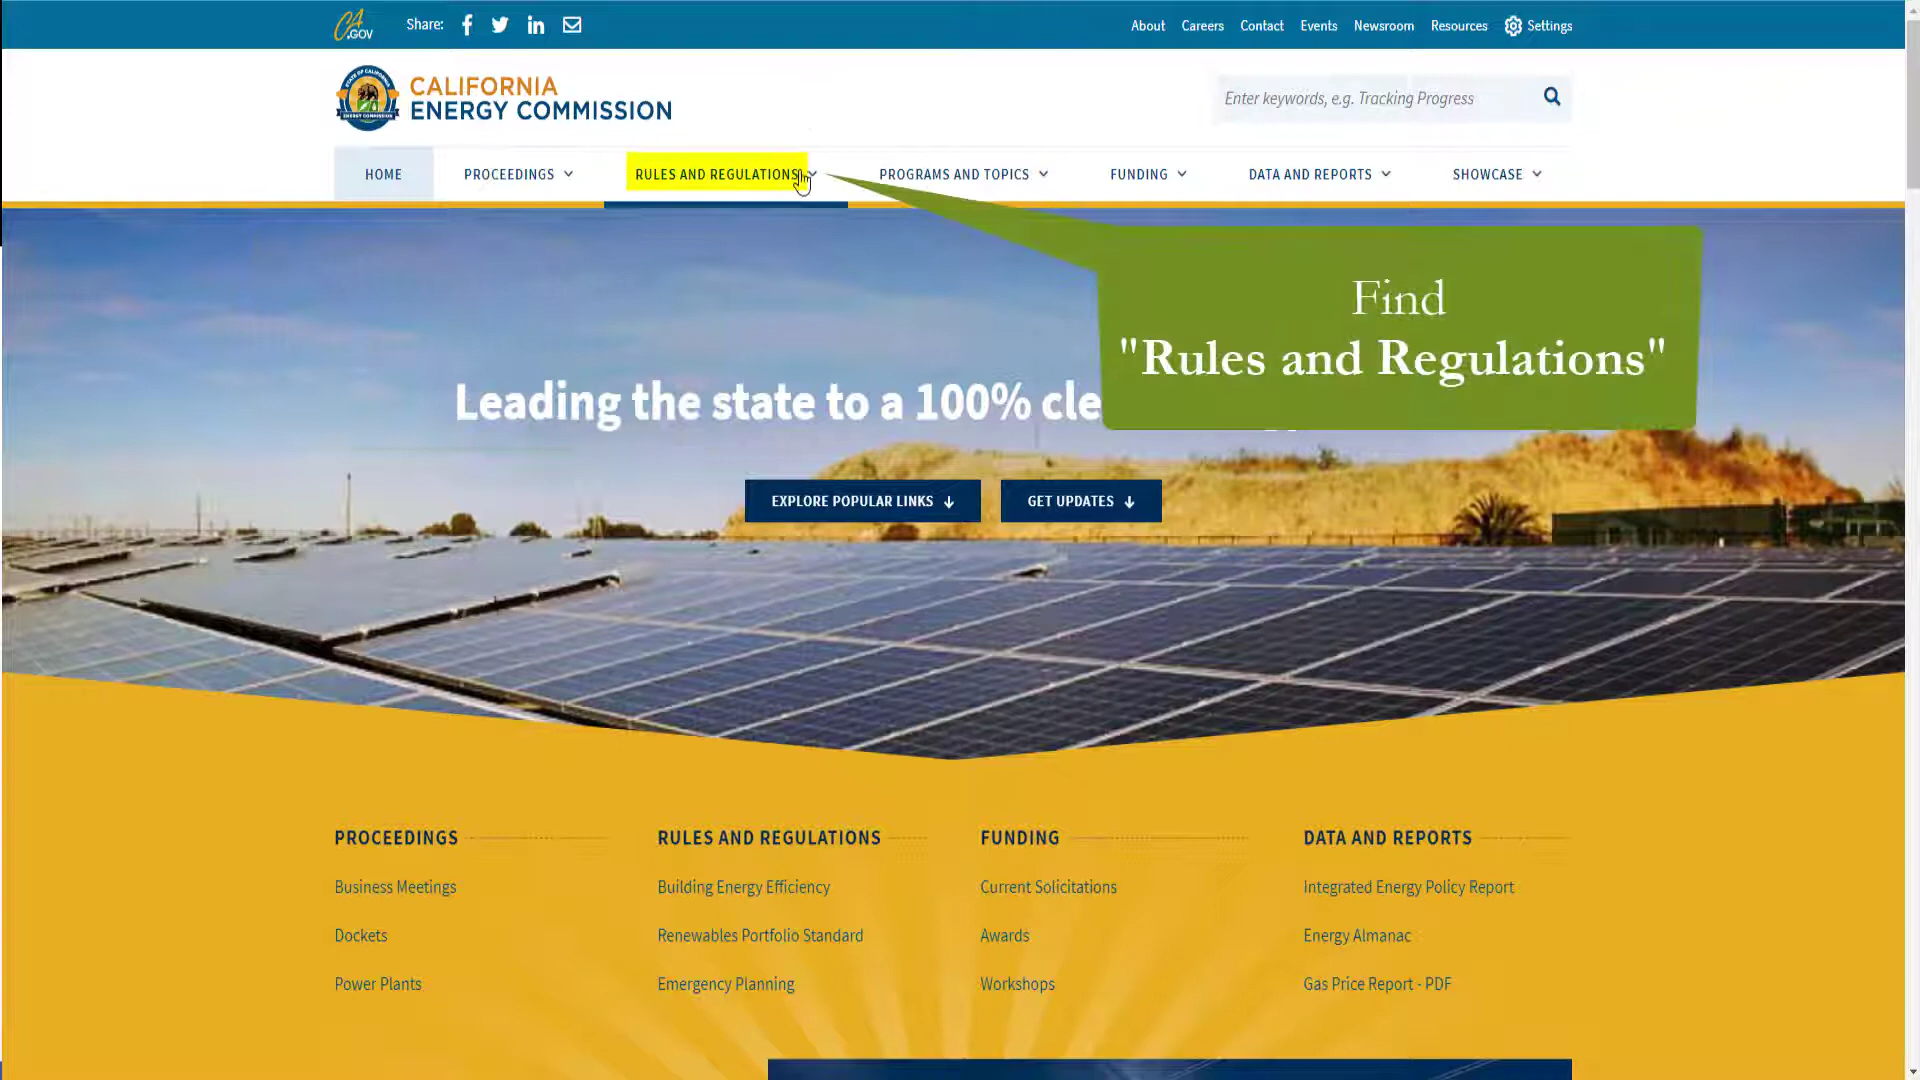 CA.GOV
Share:
About Careers Contact Events Newsroom Resources Settings
CALIFORNIA
ENERGY COMMISSION
Enter keywords, e.g. Tracking Progress
HOME PROCEEDINGS RULES AND REGULATIONS PROGRAMS AND TOPICS FUNDING DATA AND REPORTS SHOWCASE
Find
"Rules and Regulations"
Leading the state to a 100% cle
EXPLORE POPULAR LINKS GET UPDATES
PROCEEDINGS
Business Meetings
Dockets
Power Plants
RULES AND REGULATIONS
Building Energy Efficiency
Renewables Portfolio Standard
Emergency Planning
FUNDING
Current Solicitations
Awards
Workshops
DATA AND REPORTS
Integrated Energy Policy Report
Energy Almanac
Gas Price Report - PDF